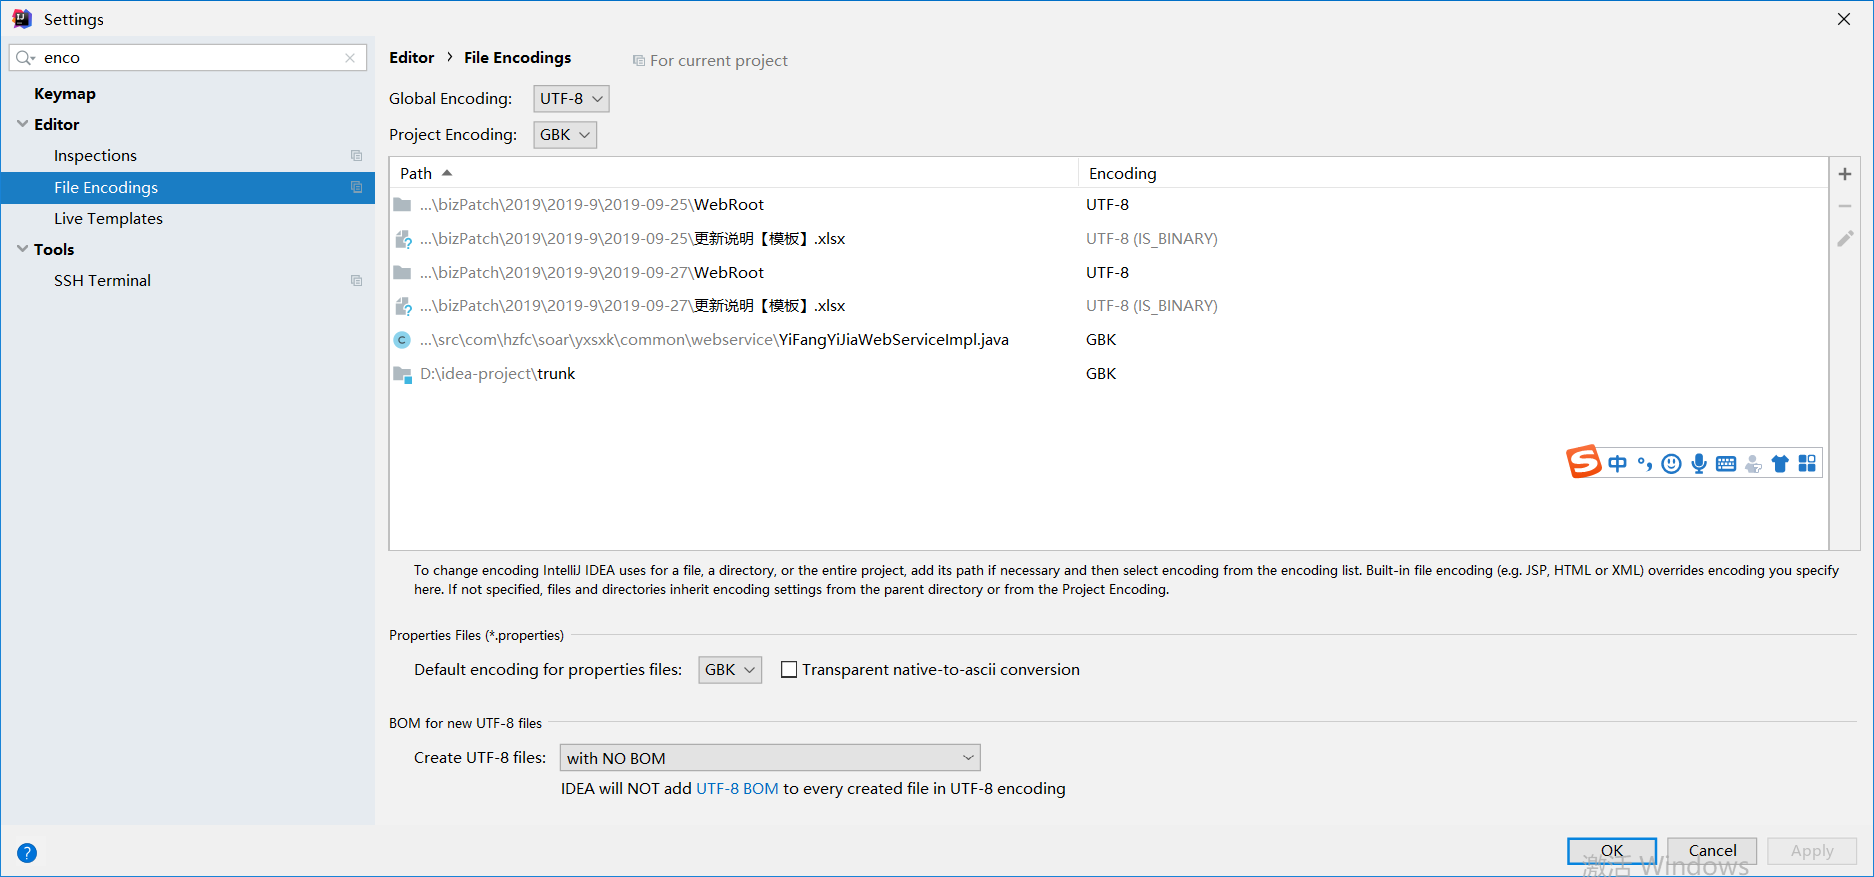 Settings
enco
Keymap
Editor
Inspections
File Encodings
Live Templates
Tools
SSH Terminal
Editor › File Encodings For current project
Global Encoding: UTF-8
Project Encoding: GBK
Path Encoding
...\bizPatch\2019\2019-9\2019-09-25\WebRoot UTF-8
...\bizPatch\2019\2019-9\2019-09-25\更新说明【模板】.xlsx UTF-8 (IS_BINARY)
...\bizPatch\2019\2019-9\2019-09-27\WebRoot UTF-8
...\bizPatch\2019\2019-9\2019-09-27\更新说明【模板】.xlsx UTF-8 (IS_BINARY)
...\src\com\hzfc\soar\yxsxk\common\webservice\YiFangYiJiaWebServiceImpl.java GBK
D:\idea-project\trunk GBK
中
To change encoding IntelliJ IDEA uses for a file, a directory, or the entire project, add its path if necessary and then select encoding from the encoding list. Built-in file encoding (e.g. JSP, HTML or XML) overrides encoding you specify
here. If not specified, files and directories inherit encoding settings from the parent directory or from the Project Encoding.
Properties Files (*.properties)
Default encoding for properties files: GBK Transparent native-to-ascii conversion
BOM for new UTF-8 files
Create UTF-8 files: with NO BOM
IDEA will NOT add UTF-8 BOM to every created file in UTF-8 encoding
OK Cancel Apply
激活 Windows